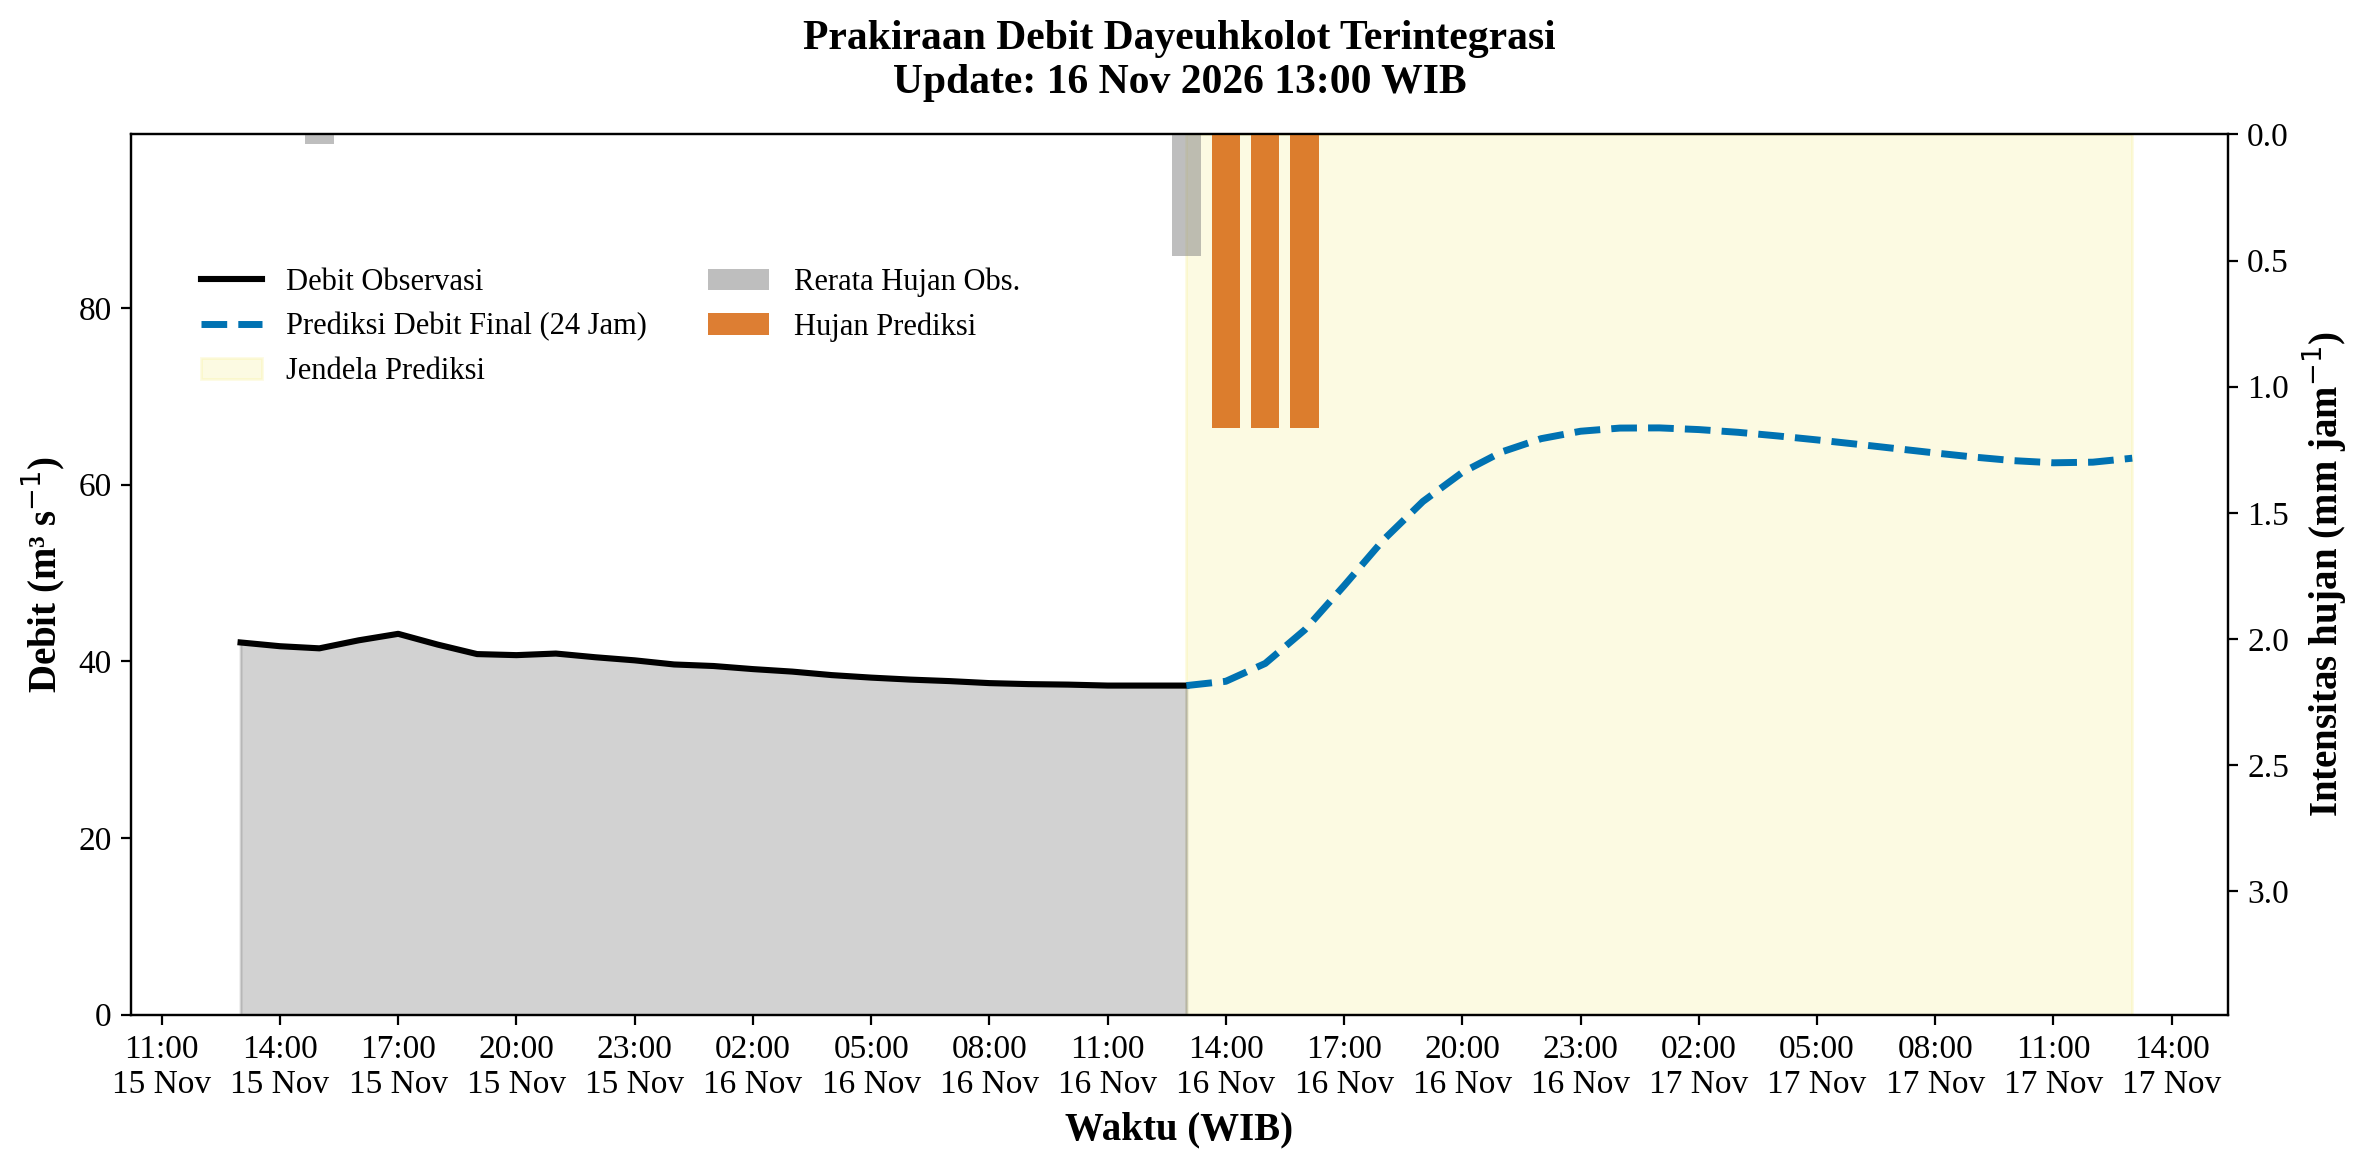 Prakiraan Debit Dayeuhkolot Terintegrasi
Update: 16 Nov 2026 13:00 WIB
Debit Observasi
Prediksi Debit Final (24 Jam)
Jendela Prediksi
Rerata Hujan Obs.
Hujan Prediksi
Debit (m³ s⁻¹)
80
60
40
20
0
0.0
0.5
1.0
1.5
2.0
2.5
3.0
Intensitas hujan (mm jam⁻¹)
11:00 14:00 17:00 20:00 23:00 02:00 05:00 08:00 11:00 14:00 17:00 20:00 23:00 02:00 05:00 08:00 11:00 14:00
15 Nov 15 Nov 15 Nov 15 Nov 15 Nov 16 Nov 16 Nov 16 Nov 16 Nov 16 Nov 16 Nov 16 Nov 16 Nov 17 Nov 17 Nov 17 Nov 17 Nov 17 Nov
Waktu (WIB)